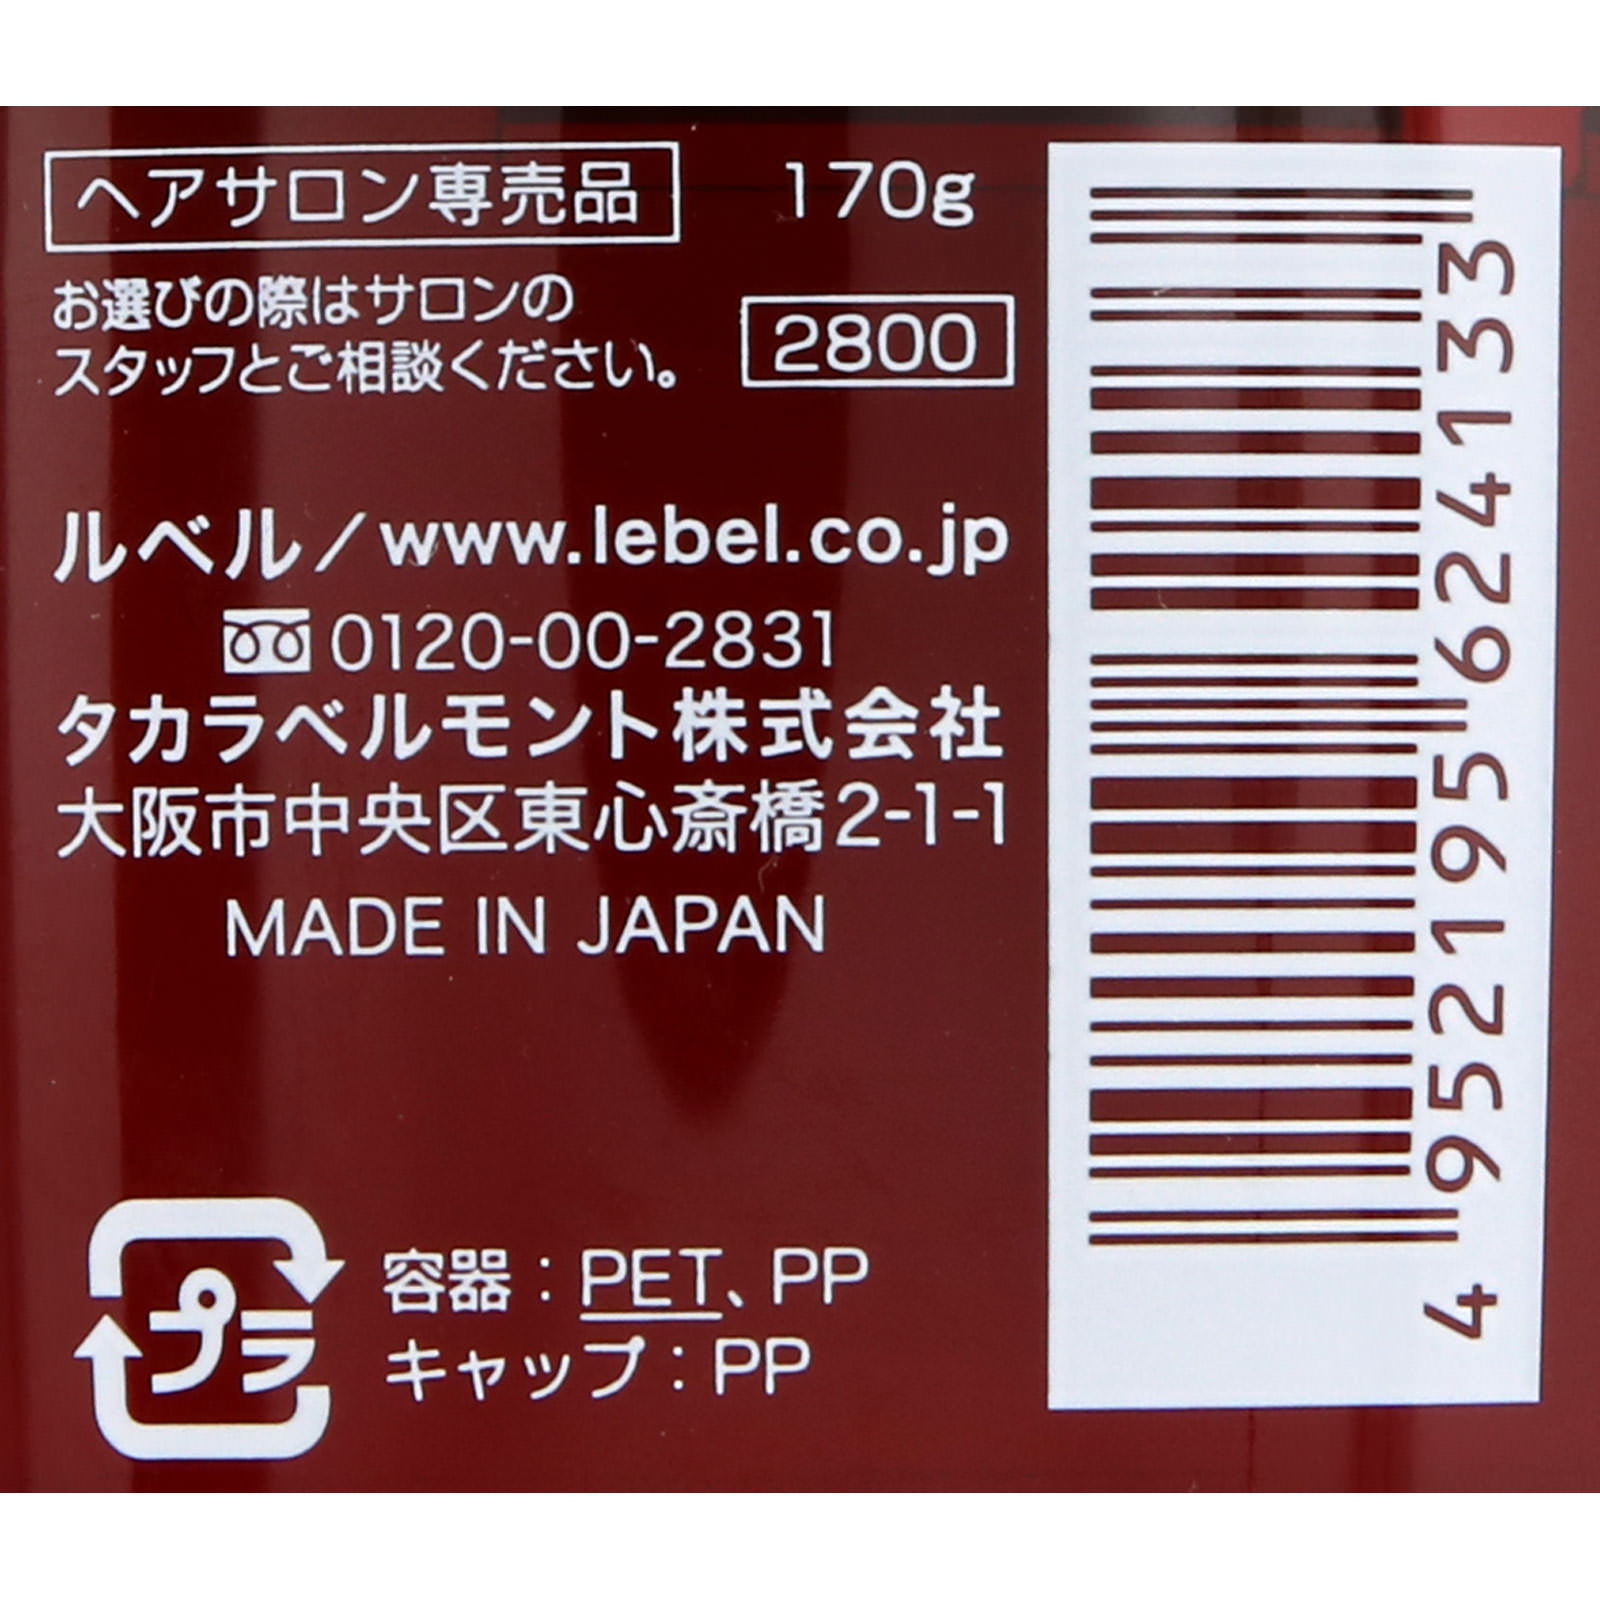 ヘアサロン専売品
170g
お選びの際はサロンの
スタッフとご相談ください。
2800
ルベル/www.lebel.co.jp
0120-00-2831
タカラベルモント株式会社
大阪市中央区東心斎橋2-1-1
MADE IN JAPAN
プラ
容器：PET、PP
キャップ：PP
4 952195 624133